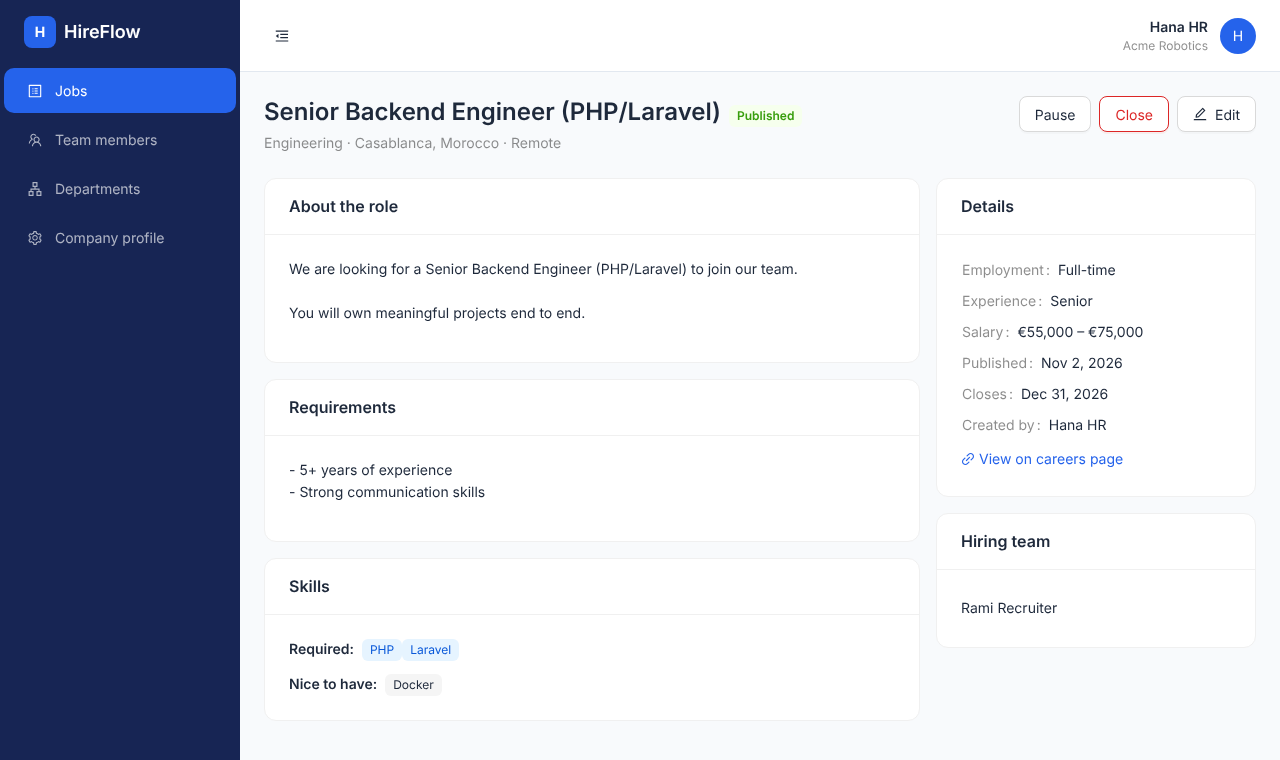 H HireFlow
Jobs
Team members
Departments
Company profile
Hana HR
Acme Robotics
H
Senior Backend Engineer (PHP/Laravel) Published
Engineering · Casablanca, Morocco · Remote
Pause Close Edit
About the role
We are looking for a Senior Backend Engineer (PHP/Laravel) to join our team.
You will own meaningful projects end to end.
Requirements
- 5+ years of experience
- Strong communication skills
Skills
Required: PHP Laravel
Nice to have: Docker
Details
Employment: Full-time
Experience: Senior
Salary: €55,000 – €75,000
Published: Nov 2, 2026
Closes: Dec 31, 2026
Created by: Hana HR
View on careers page
Hiring team
Rami Recruiter